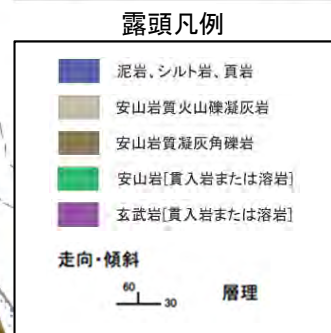 露頭凡例
泥岩、シルト岩、頁岩
安山岩質火山礫凝灰岩
安山岩質凝灰角礫岩
安山岩[貫入岩または溶岩]
玄武岩[貫入岩または溶岩]
走向・傾斜
60
30 層理